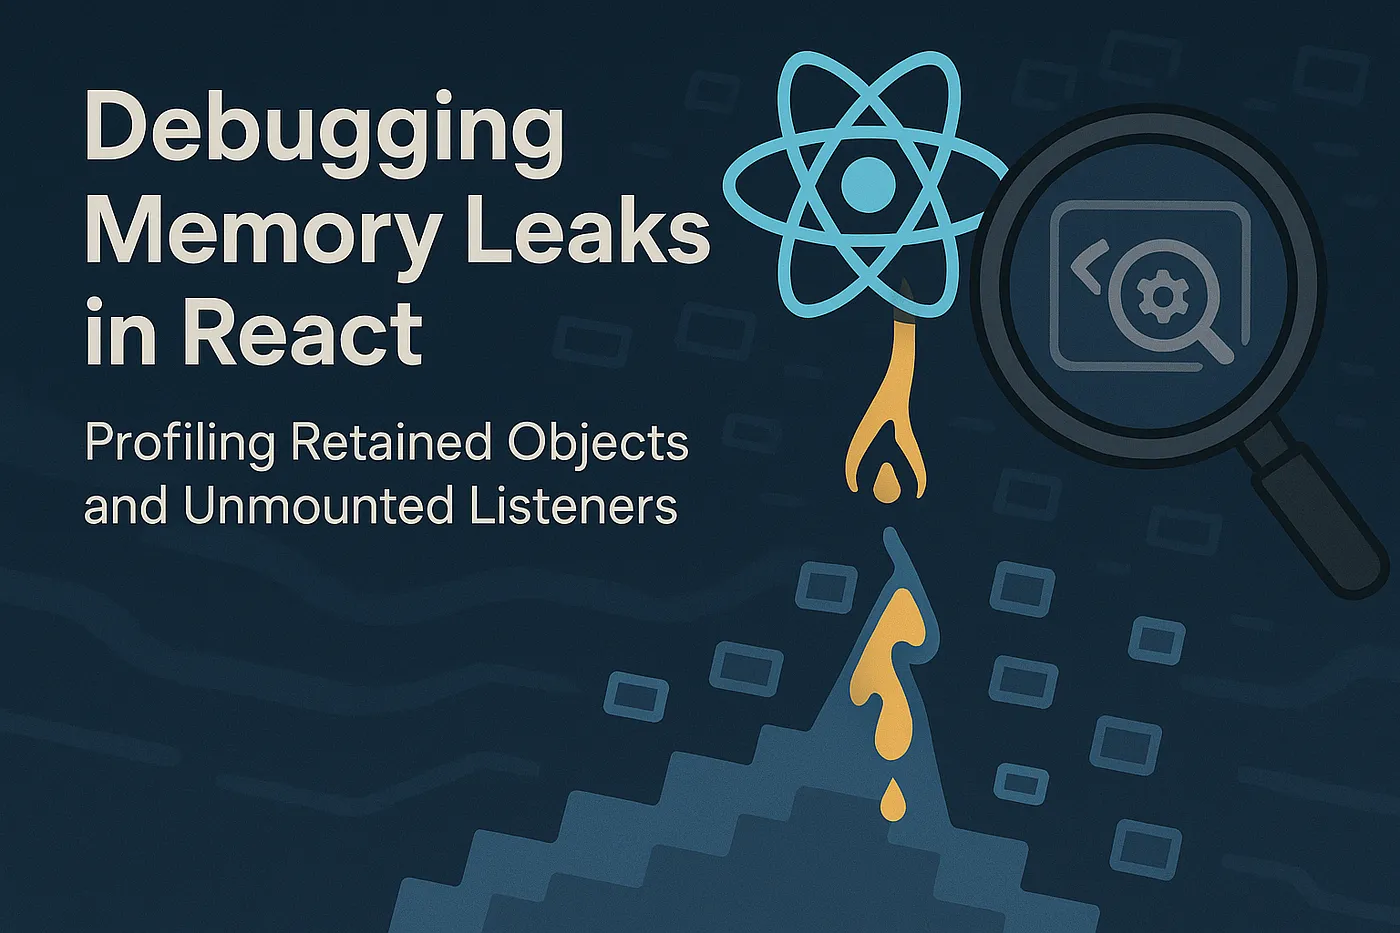 Debugging
Memory Leaks
in React
Profiling Retained Objects
and Unmounted Listeners